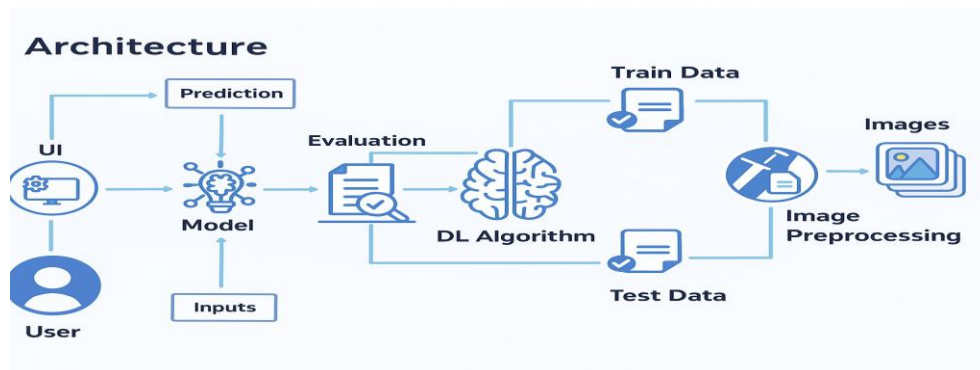 Architecture
Prediction
Train Data
UI
Evaluation
Images
Model
DL Algorithm
Image
Preprocessing
Inputs
Test Data
User